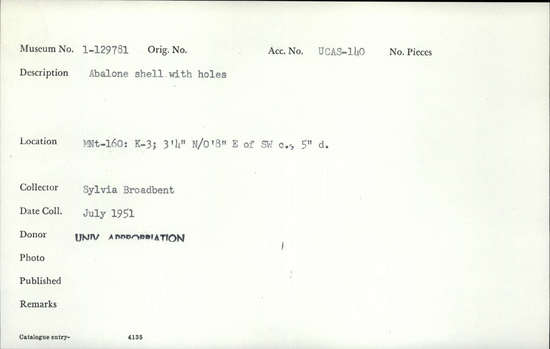 Museum No. 1-129781 Orig. No. Acc. No. UCAS-140 No. Pieces
Description Abalone shell with holes
Location MNt-160: K-3; 3'4" N/0'8" E of SW c., 5" d.
Collector Sylvia Broadbent
Date Coll. July 1951
Donor UNIV. APPROPRIATION
Photo
Published
Remarks
Catalogue entry- 4135